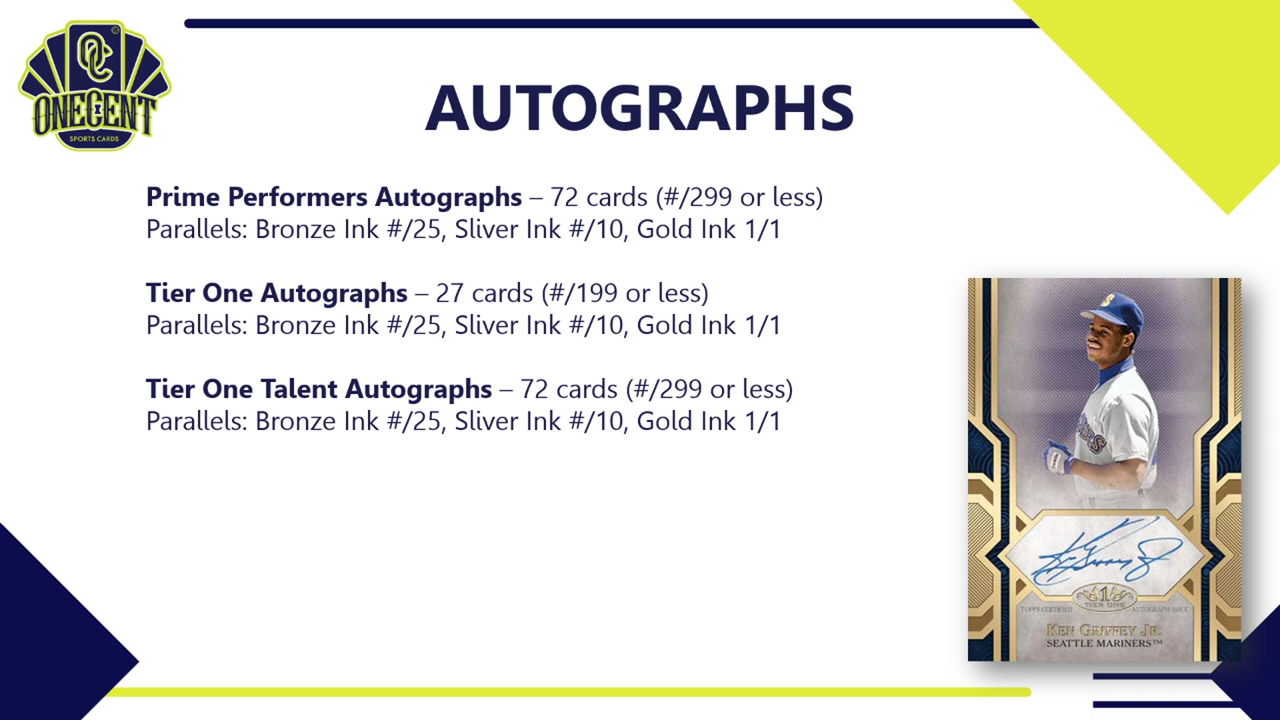 OC
ONECENT
SPORTS CARDS
AUTOGRAPHS
Prime Performers Autographs – 72 cards (#/299 or less)
Parallels: Bronze Ink #/25, Sliver Ink #/10, Gold Ink 1/1
Tier One Autographs – 27 cards (#/199 or less)
Parallels: Bronze Ink #/25, Sliver Ink #/10, Gold Ink 1/1
Tier One Talent Autographs – 72 cards (#/299 or less)
Parallels: Bronze Ink #/25, Sliver Ink #/10, Gold Ink 1/1
S
1
TIER ONE
TOPPS CERTIFIED AUTOGRAPH ISSUE
KEN GRIFFEY JR.
SEATTLE MARINERS™